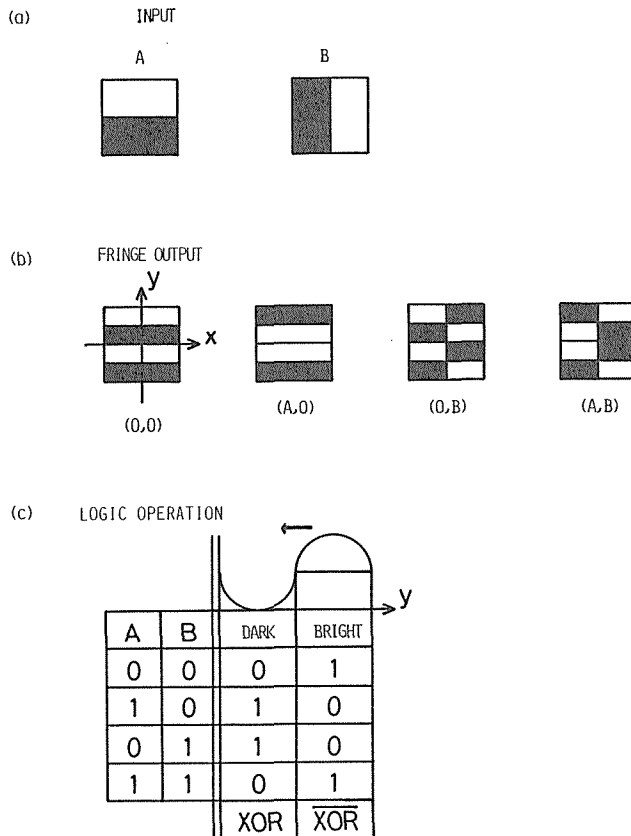 (a) INPUT
A B
(b) FRINGE OUTPUT
y
x
(0,0) (A,0) (0,B) (A,B)
(c) LOGIC OPERATION
y
A B DARK BRIGHT
0 0 0 1
1 0 1 0
0 1 1 0
1 1 0 1
XOR X̅O̅R̅